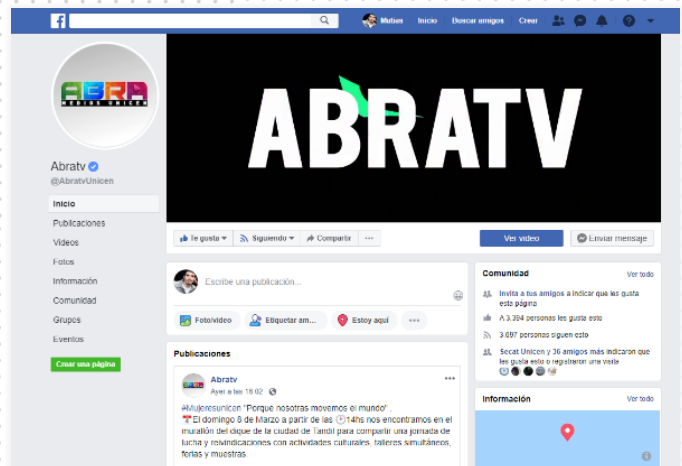 Matias Inicio Buscar amigos Crear
ABRA
MEDIOS UNICEN
ABRATV
Abratv
@AbratvUnicen
Inicio
Publicaciones
Videos
Fotos
Información
Comunidad
Grupos
Eventos
Crear una página
Te gusta Siguiendo Compartir ...
Ver video Enviar mensaje
Escribe una publicación...
Foto/video Etiquetar am... Estoy aquí ...
Publicaciones
Abratv
Ayer a las 18:02
#Mujeresunicen "Porque nosotras movemos el mundo" .
El domingo 8 de Marzo a partir de las 14hs nos encontramos en el
murallón del dique de la ciudad de Tandil para compartir una jornada de
lucha y reivindicaciones con actividades culturales, talleres simultáneos,
ferias y muestras.
Comunidad Ver todo
Invita a tus amigos a indicar que les gusta
esta página
A 3.394 personas les gusta esto
3.697 personas siguen esto
Secat Unicen y 36 amigos más indicaron que
les gusta esto o registraron una visita
Información Ver todo